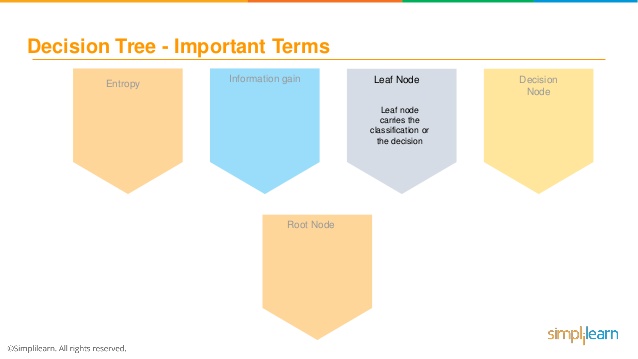 Decision Tree - Important Terms
Entropy
Information gain
Leaf Node
Leaf node
carries the
classification or
the decision
Decision
Node
Root Node
©Simplilearn. All rights reserved.
simplilearn